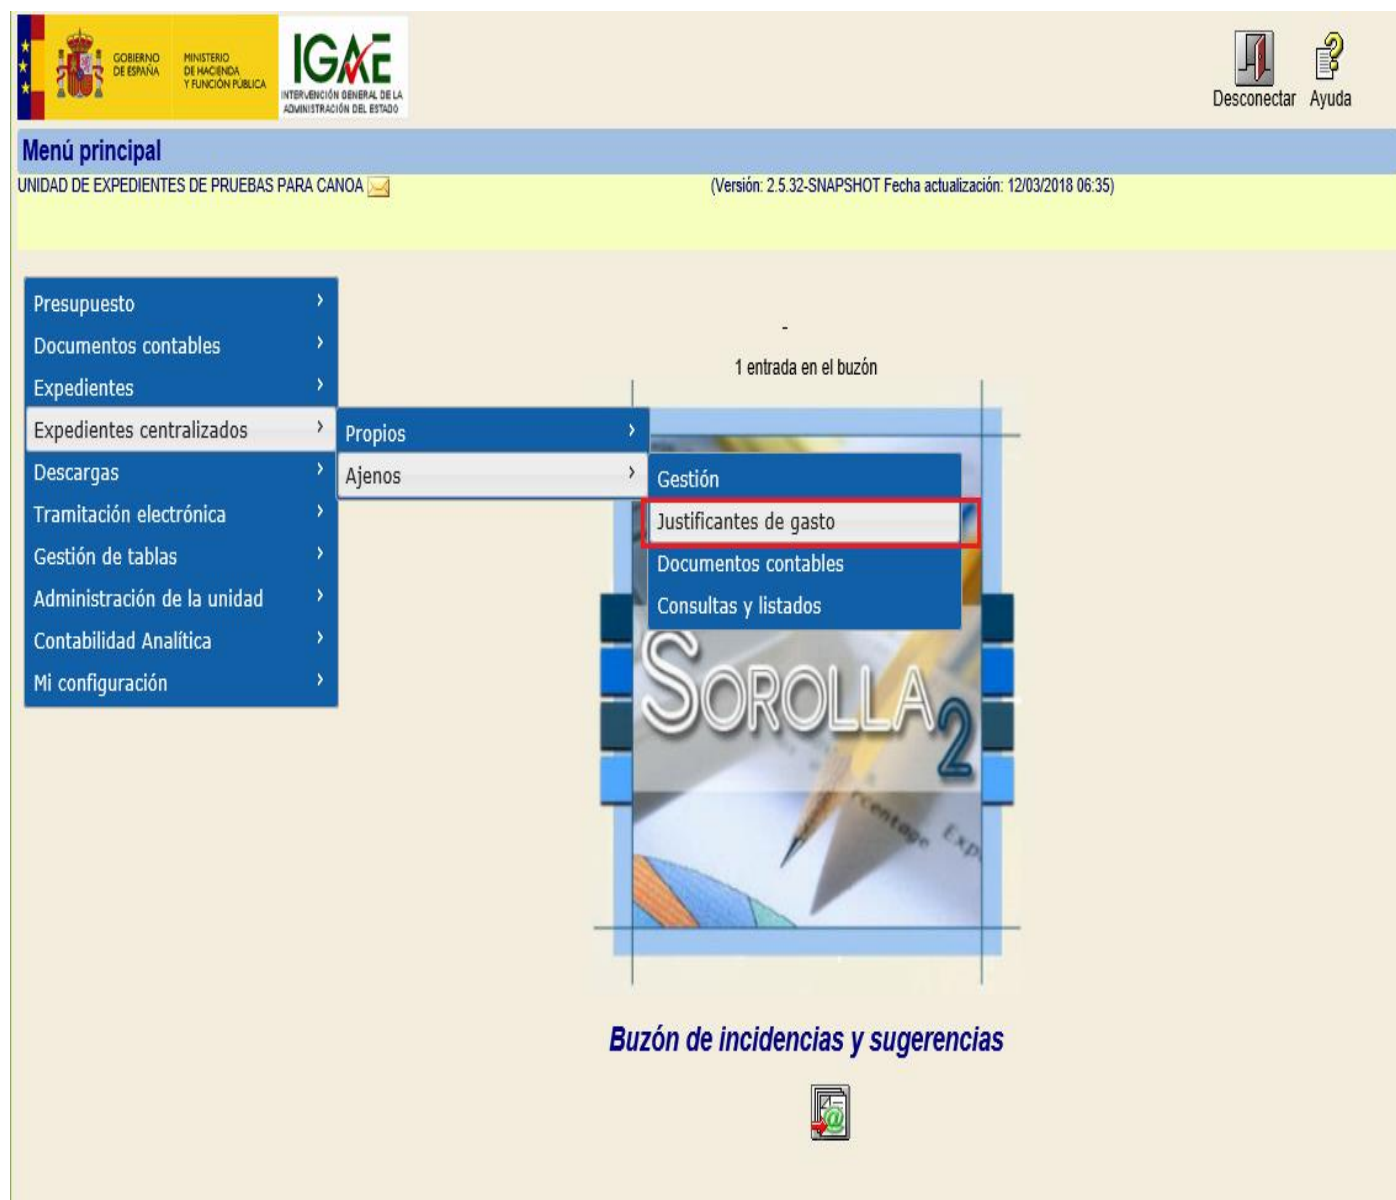 GOBIERNO
DE ESPAÑA
MINISTERIO
DE HACIENDA
Y FUNCIÓN PÚBLICA
IGAE
INTERVENCIÓN GENERAL DE LA
ADMINISTRACIÓN DEL ESTADO
Desconectar
Ayuda
Menú principal
UNIDAD DE EXPEDIENTES DE PRUEBAS PARA CANOA
(Versión: 2.5.32-SNAPSHOT Fecha actualización: 12/03/2018 06:35)
-
1 entrada en el buzón
Presupuesto
Documentos contables
Expedientes
Expedientes centralizados
Descargas
Tramitación electrónica
Gestión de tablas
Administración de la unidad
Contabilidad Analítica
Mi configuración
Propios
Ajenos
Gestión
Justificantes de gasto
Documentos contables
Consultas y listados
SOROLLA2
Buzón de incidencias y sugerencias